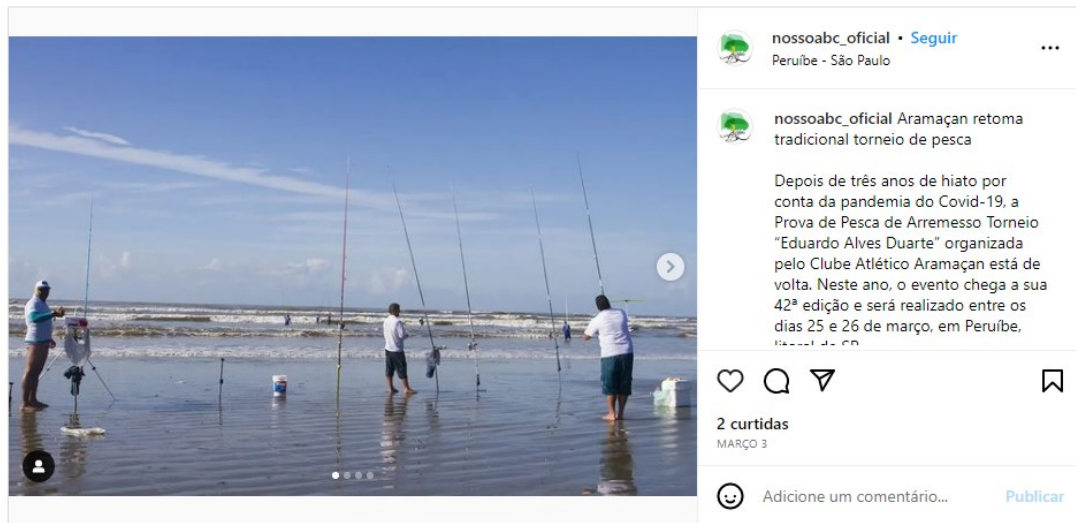 nossoabc_oficial • Seguir
Peruíbe - São Paulo
nossoabc_oficial Aramaçan retoma
tradicional torneio de pesca
Depois de três anos de hiato por
conta da pandemia do Covid-19, a
Prova de Pesca de Arremesso Torneio
“Eduardo Alves Duarte” organizada
pelo Clube Atlético Aramaçan está de
volta. Neste ano, o evento chega a sua
42ª edição e será realizado entre os
dias 25 e 26 de março, em Peruíbe,
litoral de SP
2 curtidas
MARÇO 3
Adicione um comentário... Publicar